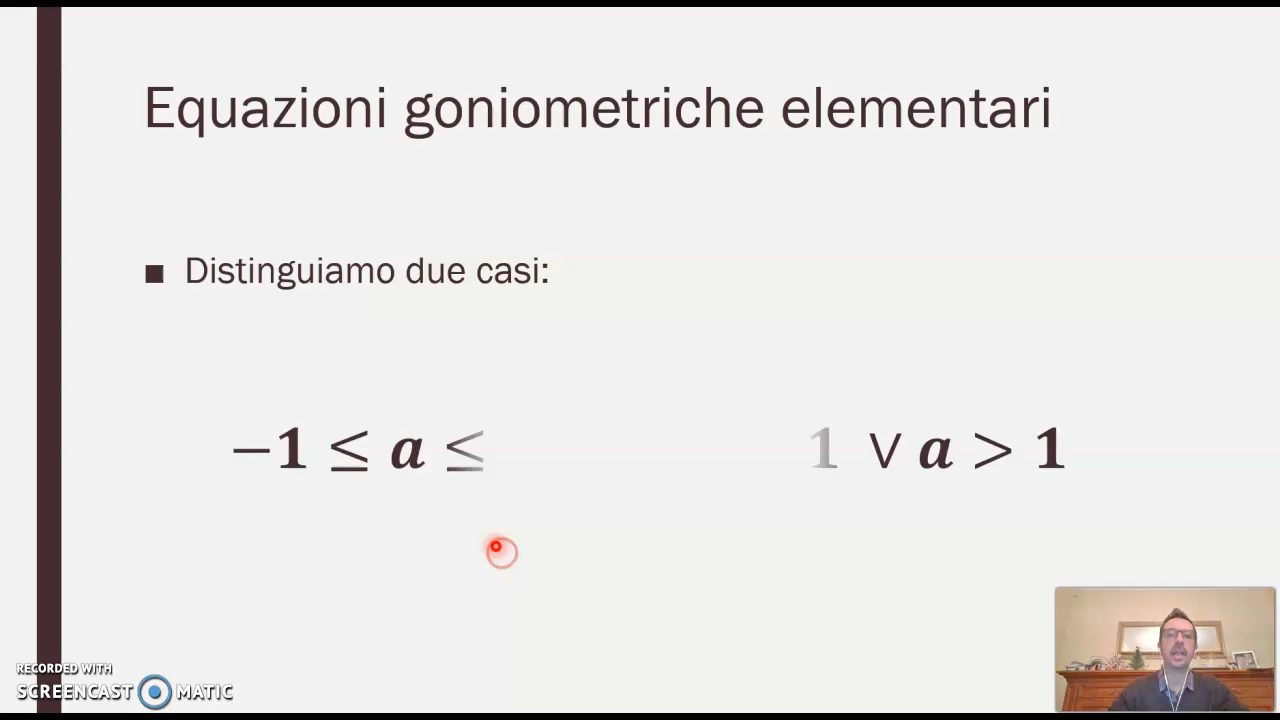 Equazioni goniometriche elementari
■ Distinguiamo due casi:
−1 ≤ a ≤
1 ∨ a > 1
RECORDED WITH
SCREENCAST MATIC